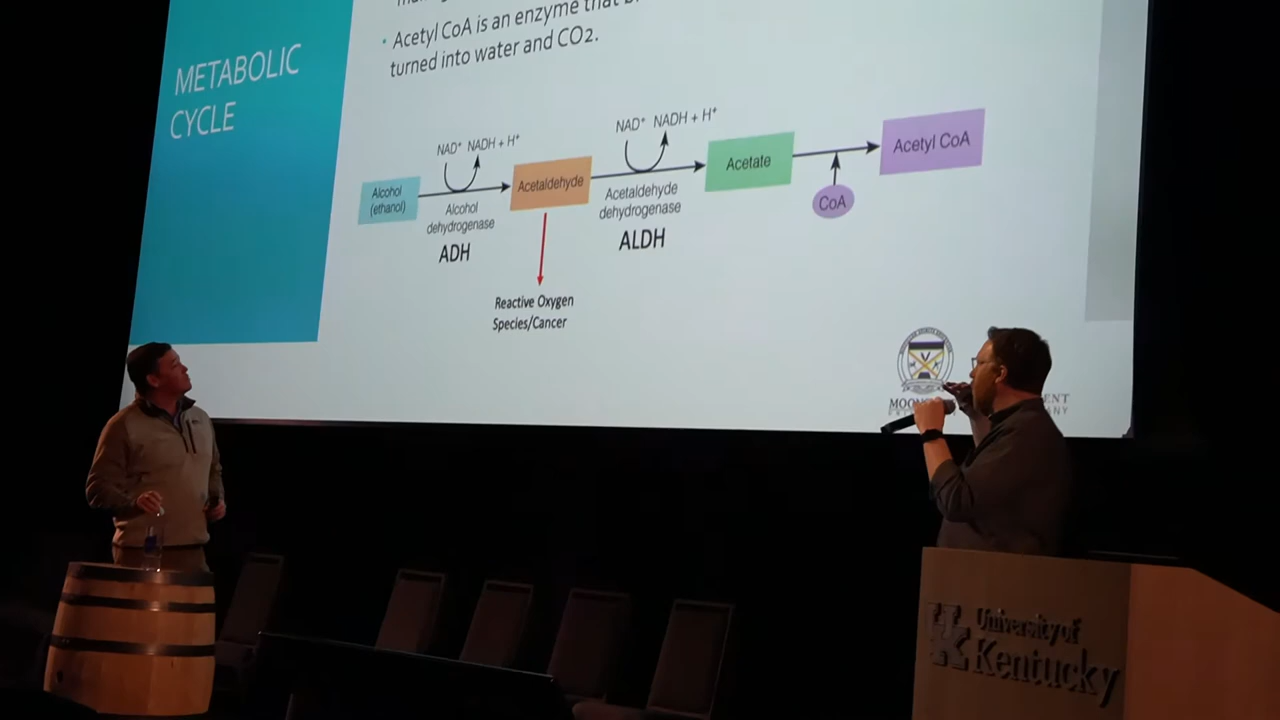 • Acetyl CoA is an enzyme that
turned into water and CO2.
METABOLIC
CYCLE
NAD⁺ NADH + H⁺
NAD⁺ NADH + H⁺
Alcohol
(ethanol)
Acetaldehyde
Acetate
Acetyl CoA
Alcohol
dehydrogenase
ADH
Acetaldehyde
dehydrogenase
ALDH
CoA
Reactive Oxygen
Species/Cancer
University of
Kentucky